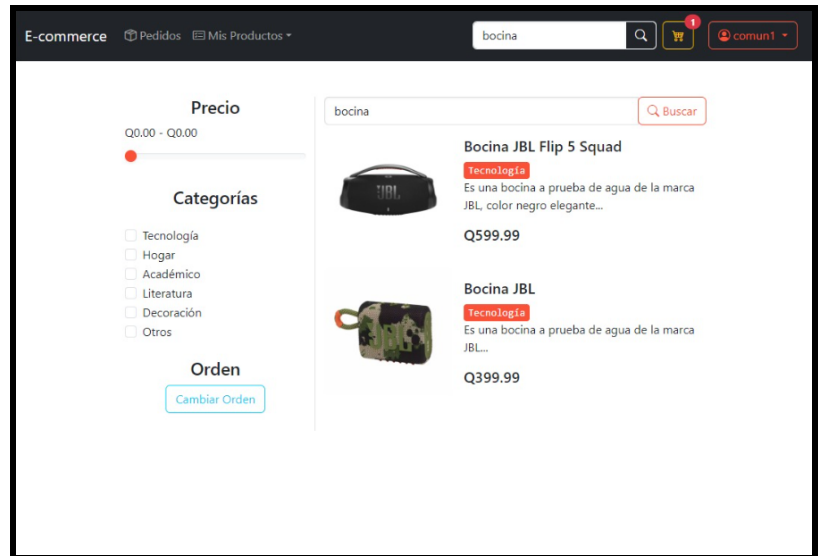 E-commerce Pedidos Mis Productos bocina 1 comun1
Precio
Q0.00 - Q0.00
Categorías
Tecnología
Hogar
Académico
Literatura
Decoración
Otros
Orden
Cambiar Orden
bocina Buscar
JBL
Bocina JBL Flip 5 Squad
Tecnología
Es una bocina a prueba de agua de la marca
JBL, color negro elegante...
Q599.99
JBL
Bocina JBL
Tecnología
Es una bocina a prueba de agua de la marca
JBL...
Q399.99